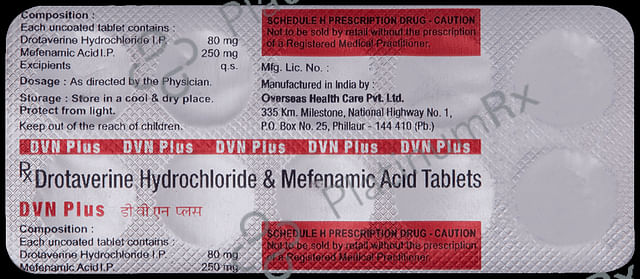 Composition :
Each uncoated tablet contains :
Drotaverine Hydrochloride I.P. 80 mg
Mefenamic Acid I.P. 250 mg
Excipients q.s.
Dosage : As directed by the Physician.
Storage : Store in a cool & dry place.
Protect from light.
Keep out of the reach of children.
SCHEDULE H PRESCRIPTION DRUG - CAUTION
Not to be sold by retail without the prescription
of a Registered Medical Practitioner.
Mfg. Lic. No. :
Manufactured in India by :
Overseas Health Care Pvt. Ltd.
335 Km. Milestone, National Highway No. 1,
P.O. Box No. 25, Phillaur - 144 410 (Pb.)
DVN Plus DVN Plus DVN Plus DVN Plus DVN Plus
Rx Drotaverine Hydrochloride & Mefenamic Acid Tablets
DVN Plus डी वी एन प्लस
Composition :
Each uncoated tablet contains :
Drotaverine Hydrochloride I.P. 80 mg
Mefenamic Acid I.P. 250 mg
SCHEDULE H PRESCRIPTION DRUG - CAUTION
Not to be sold by retail without the prescription
of a Registered Medical Practitioner.
PlatinumRx